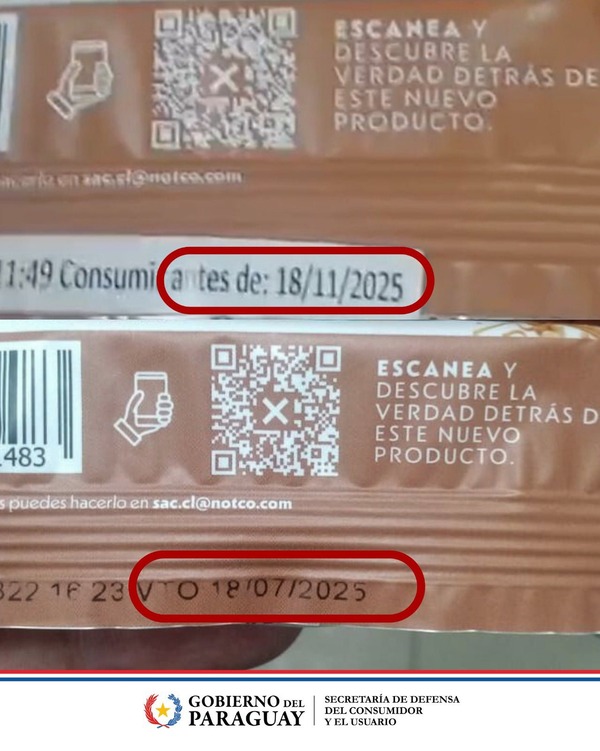 ESCANEA Y
DESCUBRE LA
VERDAD DETRÁS DE
ESTE NUEVO
PRODUCTO.
en sac.cl@notco.com
11:49 Consumi antes de: 18/11/2025
483
ESCANEA Y
DESCUBRE LA
VERDAD DETRÁS D
ESTE NUEVO
PRODUCTO.
s puedes hacerlo en sac.cl@notco.com
322 16 23 VTO 18/07/2025
GOBIERNO DEL
PARAGUAY
SECRETARÍA DE DEFENSA
DEL CONSUMIDOR
Y EL USUARIO